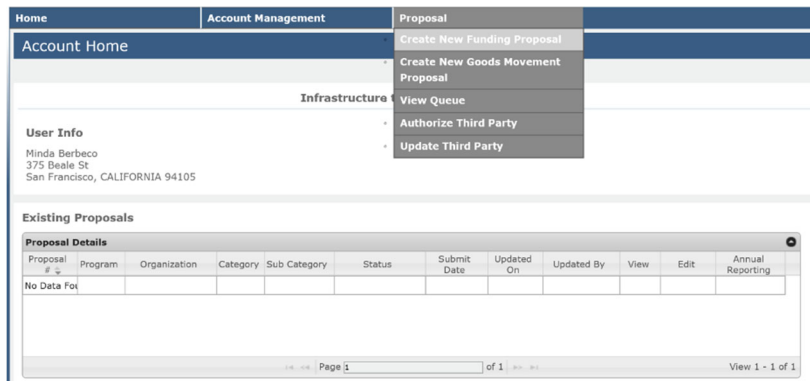 Home Account Management Proposal
Account Home
Create New Funding Proposal
Create New Goods Movement
Proposal
Infrastructure
View Queue
Authorize Third Party
Update Third Party
User Info
Minda Berbeco
375 Beale St
San Francisco, CALIFORNIA 94105
Existing Proposals
Proposal Details
Proposal # Program Organization Category Sub Category Status Submit Date Updated On Updated By View Edit Annual Reporting
No Data Fou
Page 1 of 1 View 1 - 1 of 1